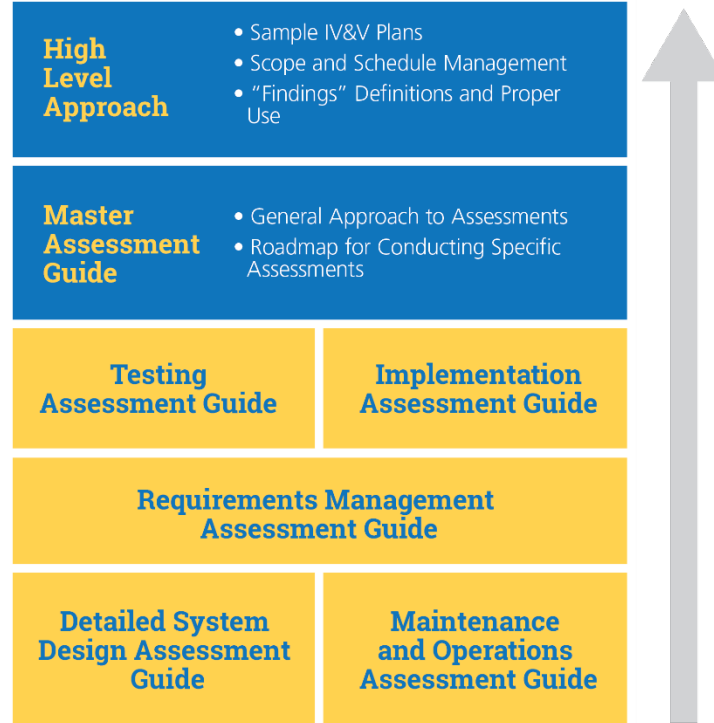 High
Level
Approach
• Sample IV&V Plans
• Scope and Schedule Management
• “Findings” Definitions and Proper
Use
Master
Assessment
Guide
• General Approach to Assessments
• Roadmap for Conducting Specific
Assessments
Testing
Assessment Guide
Implementation
Assessment Guide
Requirements Management
Assessment Guide
Detailed System
Design Assessment
Guide
Maintenance
and Operations
Assessment Guide